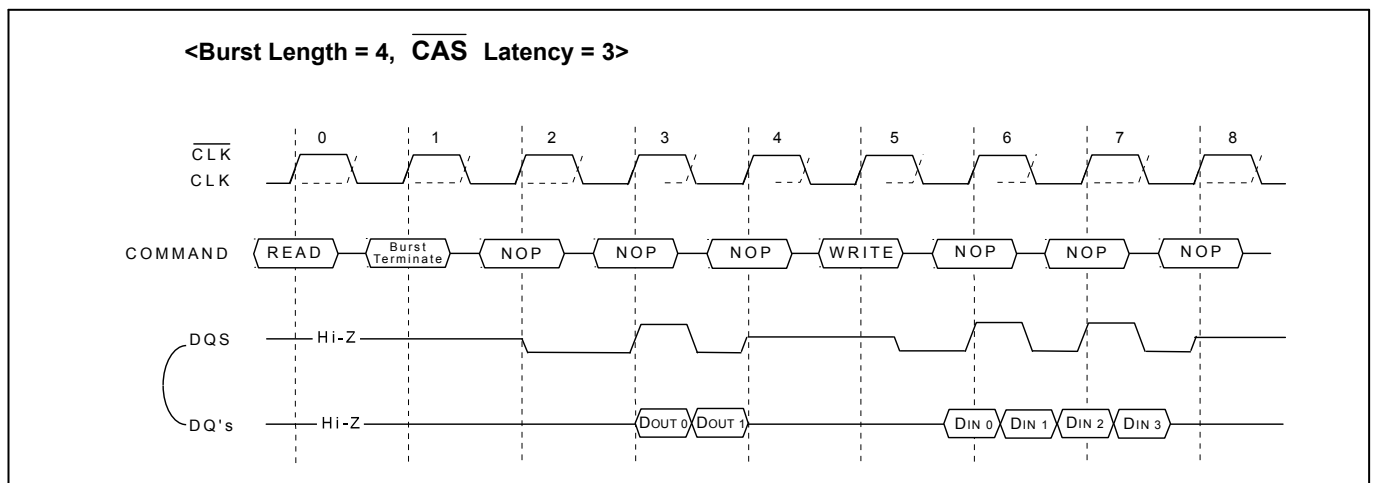 <Burst Length = 4, CAS Latency = 3>
0 1 2 3 4 5 6 7 8
CLK
CLK
COMMAND READ Burst Terminate NOP NOP NOP WRITE NOP NOP NOP
DQS Hi-Z
DQ's Hi-Z DOUT 0 DOUT 1 DIN 0 DIN 1 DIN 2 DIN 3